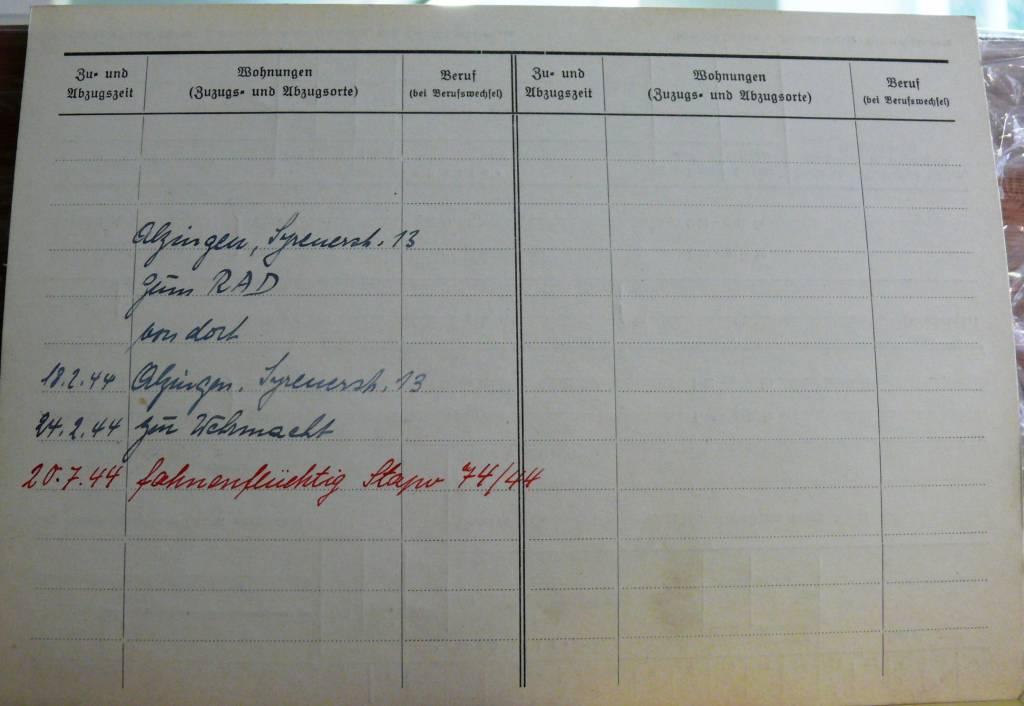 Zu- und Abzugszeit
Wohnungen
(Zuzugs- und Abzugsorte)
Beruf
(bei Berufswechsel)
Zu- und Abzugszeit
Wohnungen
(Zuzugs- und Abzugsorte)
Beruf
(bei Berufswechsel)
Alzingen, Syrenerstr. 13
zum RAD
von dort
18.2.44 Alzingen, Syrenerstr. 13
24.2.44 zur Wehrmacht
20.7.44 fahnenflüchtig Stapo 74/44